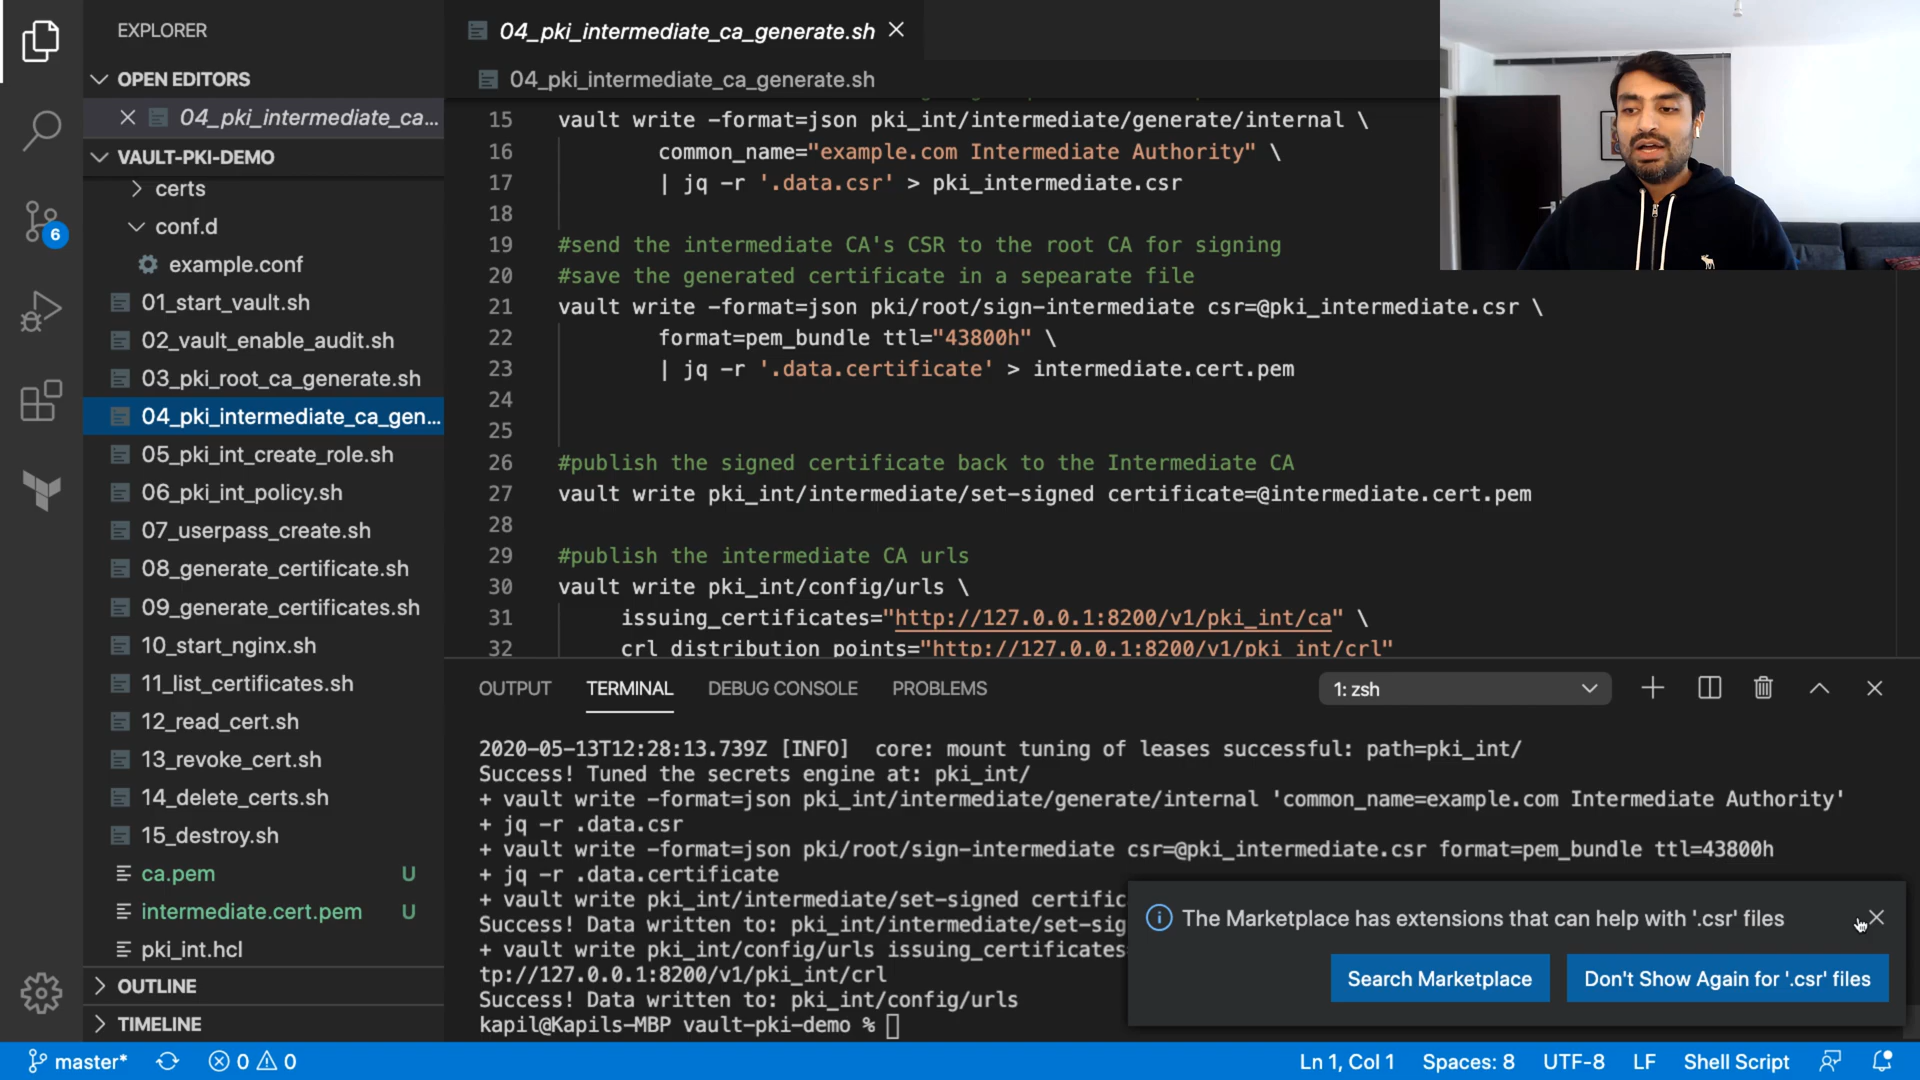 EXPLORER
OPEN EDITORS
04_pki_intermediate_ca...
VAULT-PKI-DEMO
certs
conf.d
example.conf
01_start_vault.sh
02_vault_enable_audit.sh
03_pki_root_ca_generate.sh
04_pki_intermediate_ca_gen...
05_pki_int_create_role.sh
06_pki_int_policy.sh
07_userpass_create.sh
08_generate_certificate.sh
09_generate_certificates.sh
10_start_nginx.sh
11_list_certificates.sh
12_read_cert.sh
13_revoke_cert.sh
14_delete_certs.sh
15_destroy.sh
ca.pem U
intermediate.cert.pem U
pki_int.hcl
OUTLINE
TIMELINE
6
04_pki_intermediate_ca_generate.sh
04_pki_intermediate_ca_generate.sh
15 vault write -format=json pki_int/intermediate/generate/internal \
16 common_name="example.com Intermediate Authority" \
17 | jq -r '.data.csr' > pki_intermediate.csr
18
19 #send the intermediate CA's CSR to the root CA for signing
20 #save the generated certificate in a sepearate file
21 vault write -format=json pki/root/sign-intermediate csr=@pki_intermediate.csr \
22 format=pem_bundle ttl="43800h" \
23 | jq -r '.data.certificate' > intermediate.cert.pem
24
25
26 #publish the signed certificate back to the Intermediate CA
27 vault write pki_int/intermediate/set-signed certificate=@intermediate.cert.pem
28
29 #publish the intermediate CA urls
30 vault write pki_int/config/urls \
31 issuing_certificates="http://127.0.0.1:8200/v1/pki_int/ca" \
32 crl_distribution_points="http://127.0.0.1:8200/v1/pki_int/crl"
OUTPUT TERMINAL DEBUG CONSOLE PROBLEMS 1: zsh
2020-05-13T12:28:13.739Z [INFO]  core: mount tuning of leases successful: path=pki_int/
Success! Tuned the secrets engine at: pki_int/
+ vault write -format=json pki_int/intermediate/generate/internal 'common_name=example.com Intermediate Authority'
+ jq -r .data.csr
+ vault write -format=json pki/root/sign-intermediate csr=@pki_intermediate.csr format=pem_bundle ttl=43800h
+ jq -r .data.certificate
+ vault write pki_int/intermediate/set-signed certific
Success! Data written to: pki_int/intermediate/set-sig
+ vault write pki_int/config/urls issuing_certificates
tp://127.0.0.1:8200/v1/pki_int/crl
Success! Data written to: pki_int/config/urls
kapil@Kapils-MBP vault-pki-demo %
The Marketplace has extensions that can help with '.csr' files
Search Marketplace Don't Show Again for '.csr' files
master* 0 0 Ln 1, Col 1 Spaces: 8 UTF-8 LF Shell Script